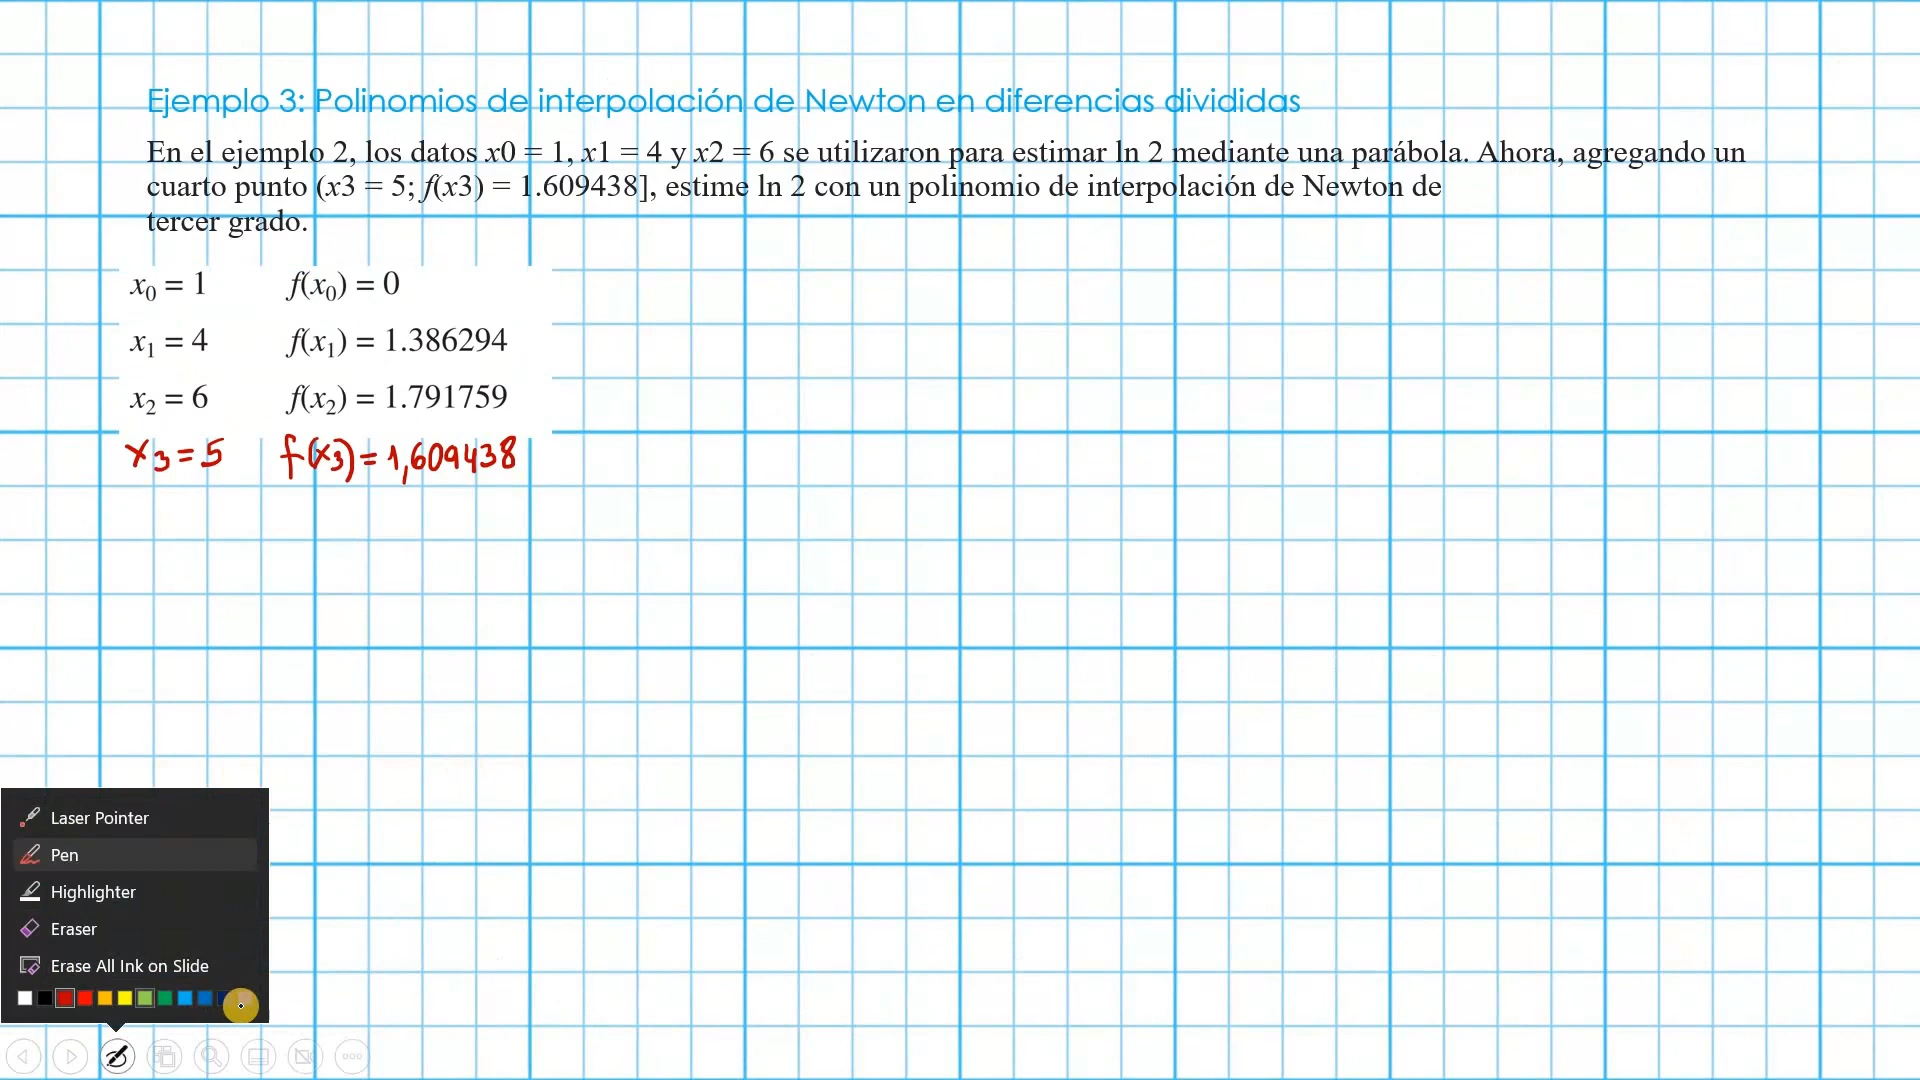 Ejemplo 3: Polinomios de interpolación de Newton en diferencias divididas
En el ejemplo 2, los datos x0 = 1, x1 = 4 y x2 = 6 se utilizaron para estimar ln 2 mediante una parábola. Ahora, agregando un
cuarto punto (x3 = 5; f(x3) = 1.609438], estime ln 2 con un polinomio de interpolación de Newton de
tercer grado.
x₀ = 1 f(x₀) = 0
x₁ = 4 f(x₁) = 1.386294
x₂ = 6 f(x₂) = 1.791759
x₃ = 5 f(x₃) = 1,609438
Laser Pointer
Pen
Highlighter
Eraser
Erase All Ink on Slide